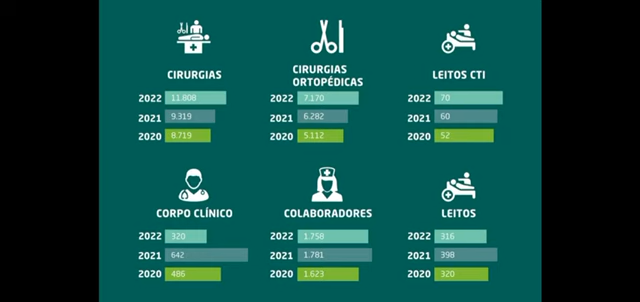 CIRURGIAS
2022 11.808
2021 9.319
2020 8.719
CIRURGIAS
ORTOPÉDICAS
2022 7.170
2021 6.282
2020 5.112
LEITOS CTI
2022 70
2021 60
2020 52
CORPO CLÍNICO
2022 320
2021 642
2020 486
COLABORADORES
2022 1.758
2021 1.781
2020 1.623
LEITOS
2022 316
2021 398
2020 320